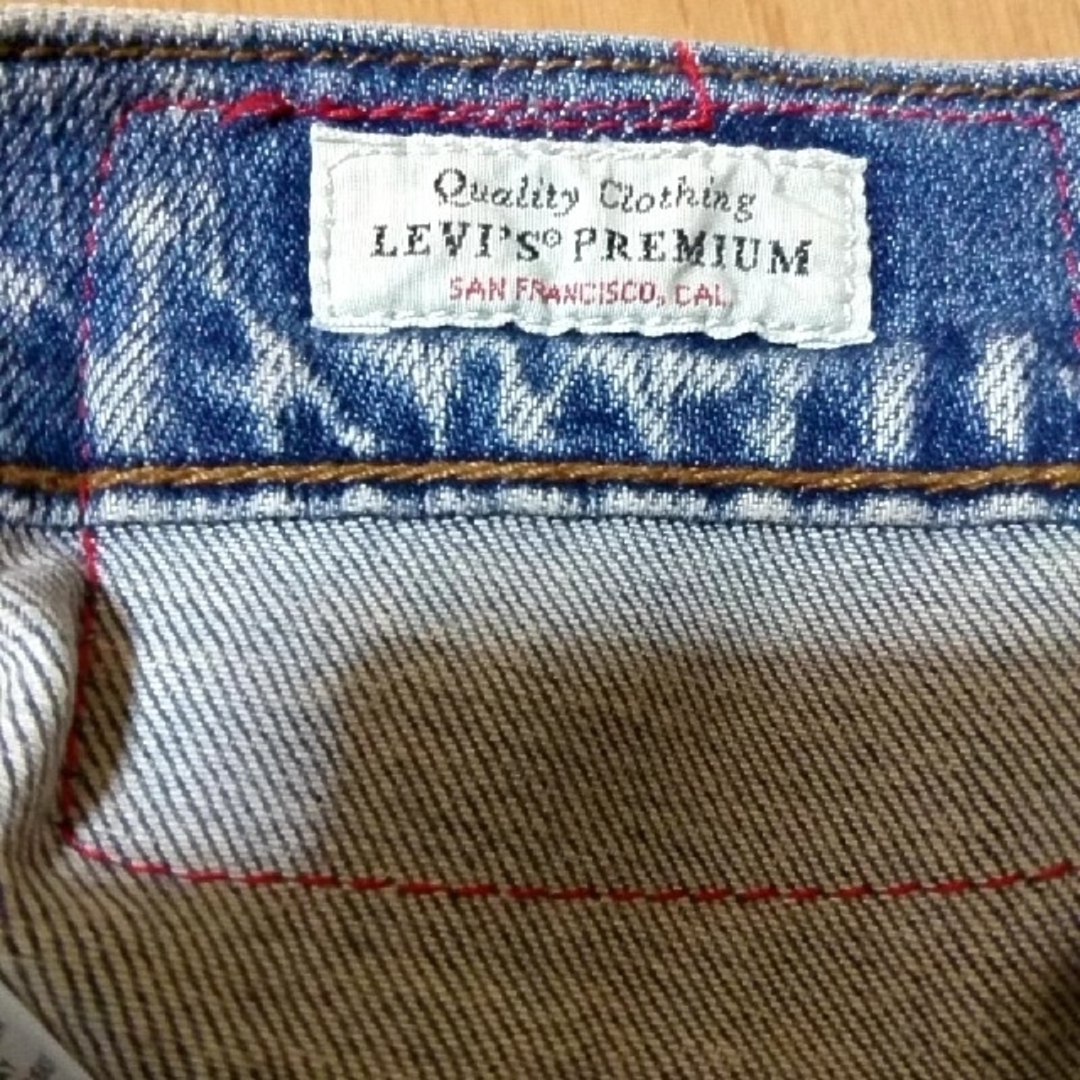 Quality Clothing
LEVI'S® PREMIUM
SAN FRANCISCO, CAL.